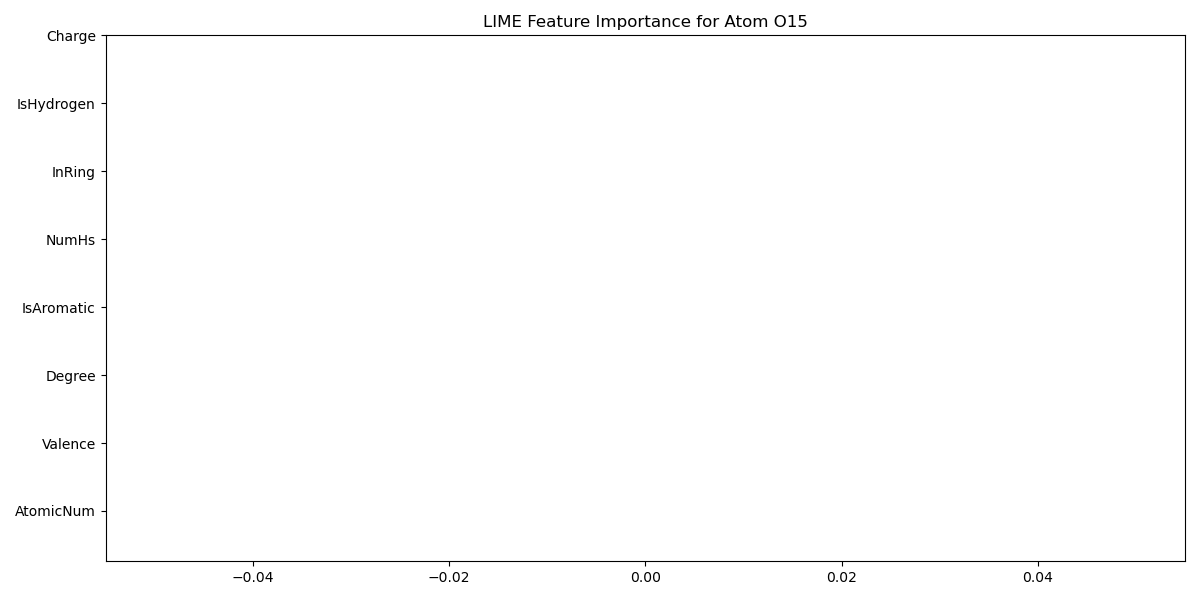 LIME Feature Importance for Atom O15
Charge
IsHydrogen
InRing
NumHs
IsAromatic
Degree
Valence
AtomicNum
−0.04 −0.02 0.00 0.02 0.04